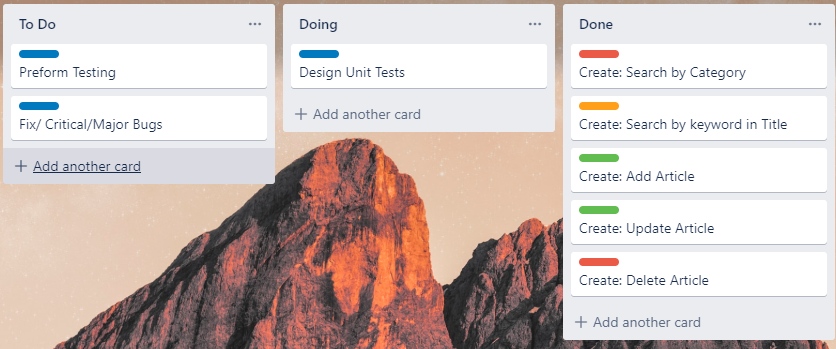 To Do
Preform Testing
Fix/ Critical/Major Bugs
Add another card
Doing
Design Unit Tests
Add another card
Done
Create: Search by Category
Create: Search by keyword in Title
Create: Add Article
Create: Update Article
Create: Delete Article
Add another card